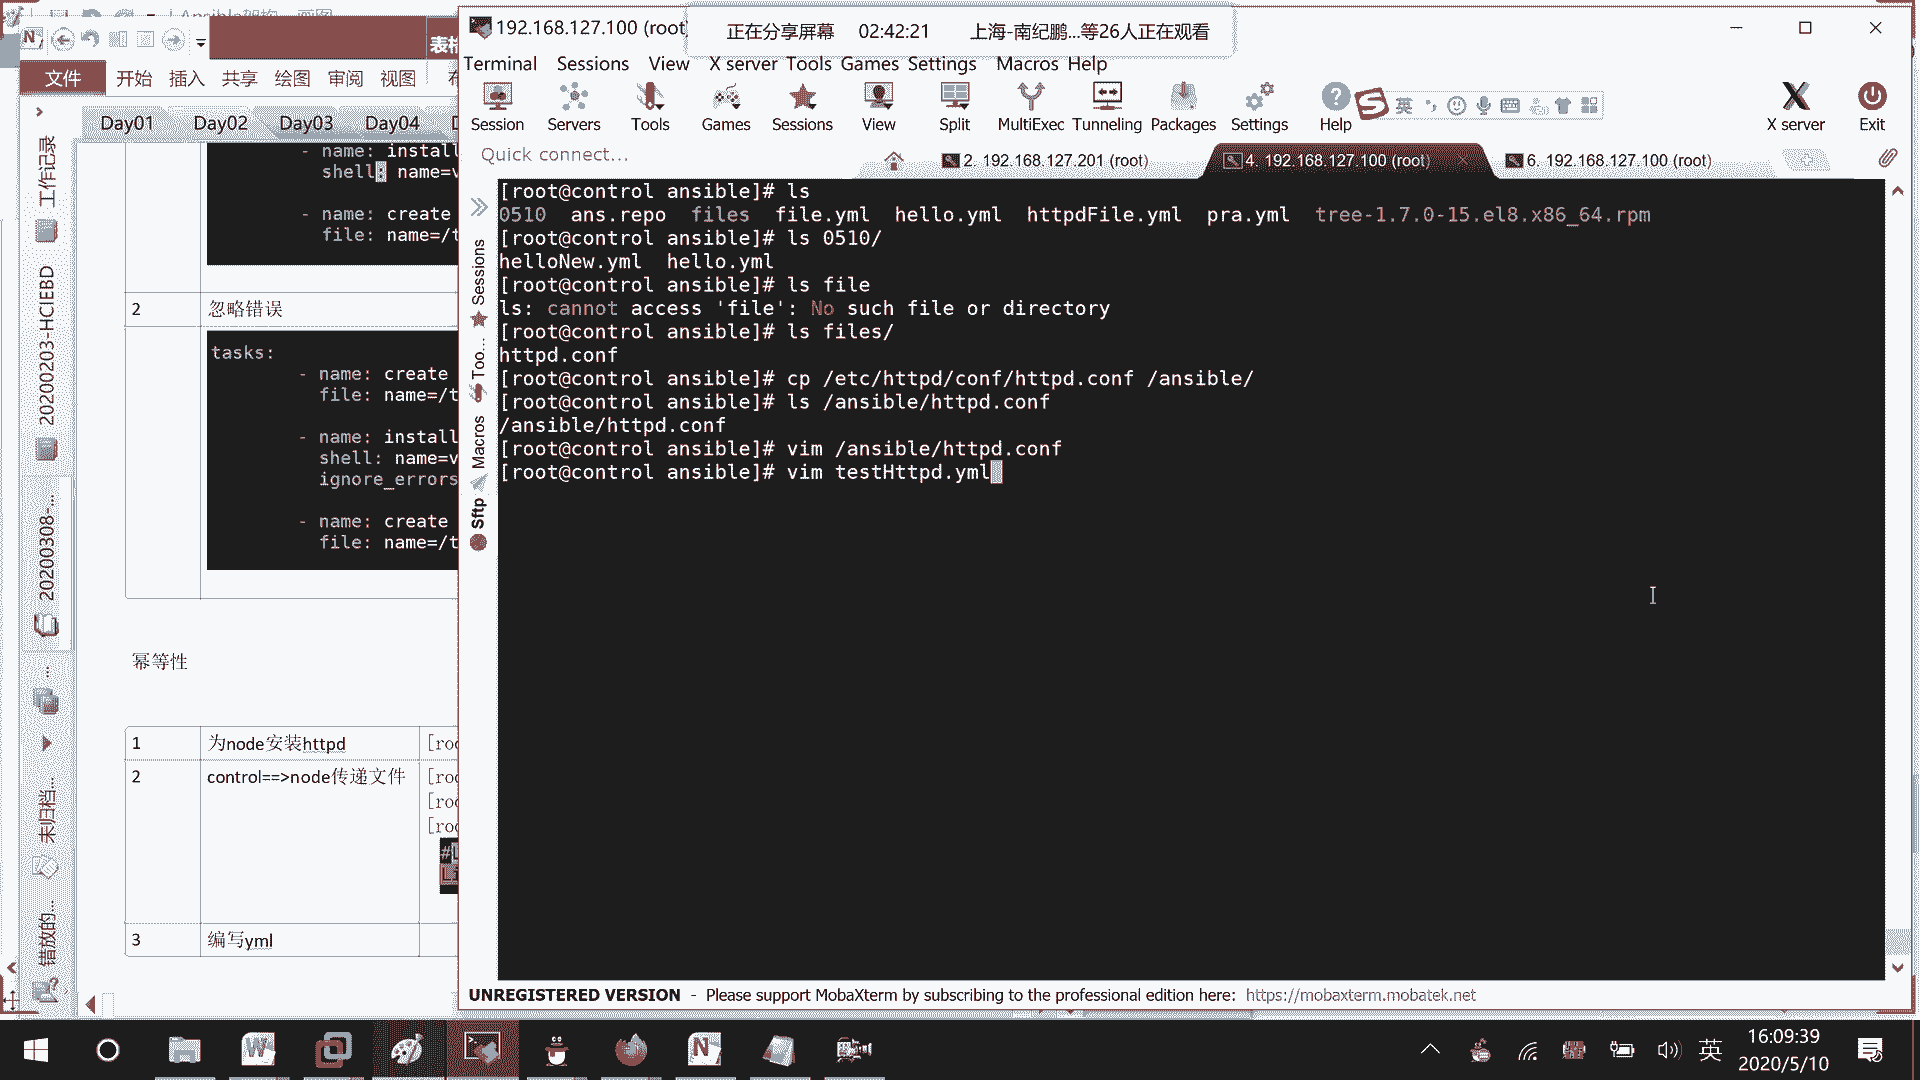 192.168.127.100 (root)
正在分享屏幕 02:42:21 上海-南纪鹏...等26人正在观看
Terminal Sessions View X server Tools Games Settings Macros Help
文件 开始 插入 共享 绘图 审阅 视图
Session Servers Tools Games Sessions View Split MultiExec Tunneling Packages Settings Help
英
X server Exit
Day01 Day02 Day03 Day04
Quick connect...
2. 192.168.127.201 (root)
4. 192.168.127.100 (root)
6. 192.168.127.100 (root)
工作记录
20200203-HCIEBD
20200308-...
未归档...
错放的...
- name: install
shell: name=v
- name: create
file: name=/t
2 忽略错误
tasks:
- name: create
file: name=/t
- name: install
shell: name=v
ignore_errors
- name: create
file: name=/t
幂等性
1 为node安装httpd [roo
2 control==>node传递文件 [roo
[roo
[roo
3 编写yml
Sessions
Too...
Macros
Sftp
[root@control ansible]# ls
0510 ans.repo files file.yml hello.yml httpdFile.yml pra.yml tree-1.7.0-15.el8.x86_64.rpm
[root@control ansible]# ls 0510/
helloNew.yml hello.yml
[root@control ansible]# ls file
ls: cannot access 'file': No such file or directory
[root@control ansible]# ls files/
httpd.conf
[root@control ansible]# cp /etc/httpd/conf/httpd.conf /ansible/
[root@control ansible]# ls /ansible/httpd.conf
/ansible/httpd.conf
[root@control ansible]# vim /ansible/httpd.conf
[root@control ansible]# vim testHttpd.yml
UNREGISTERED VERSION - Please support MobaXterm by subscribing to the professional edition here: https://mobaxterm.mobatek.net
英
16:09:39
2020/5/10